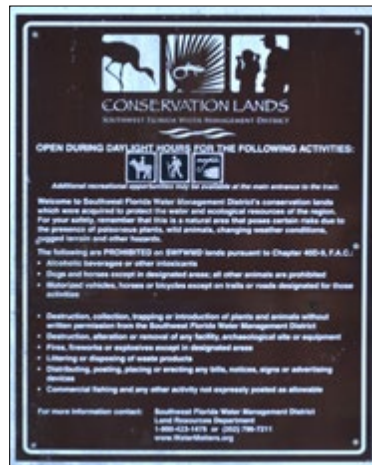 CONSERVATION LANDS
SOUTHWEST FLORIDA WATER MANAGEMENT DISTRICT
OPEN DURING DAYLIGHT HOURS FOR THE FOLLOWING ACTIVITIES:
Additional recreational opportunities may be available at the main entrance to the tract.
Welcome to Southwest Florida Water Management District's conservation lands
which were acquired to protect the water and ecological resources of the region.
For your safety, remember that this is a natural area that poses certain risks due to
the presence of poisonous plants, wild animals, changing weather conditions,
rugged terrain and other hazards.
The following are PROHIBITED on SWFWMD lands pursuant to Chapter 40D-9, F.A.C.:
• Alcoholic beverages or other intoxicants
• Dogs and horses except in designated areas; all other animals are prohibited
• Motorized vehicles, horses or bicycles except on trails or roads designated for those
activities
• Destruction, collection, trapping or introduction of plants and animals without
written permission from the Southwest Florida Water Management District
• Destruction, alteration or removal of any facility, archaeological site or equipment
• Fires, fireworks or explosives except in designated areas
• Littering or disposing of waste products
• Distributing, posting, placing or erecting any bills, notices, signs or advertising
devices
• Commercial fishing and any other activity not expressly posted as allowable
For more information contact: Southwest Florida Water Management District
Land Resources Department
1-800-423-1476 or (352) 796-7211
www.WaterMatters.org